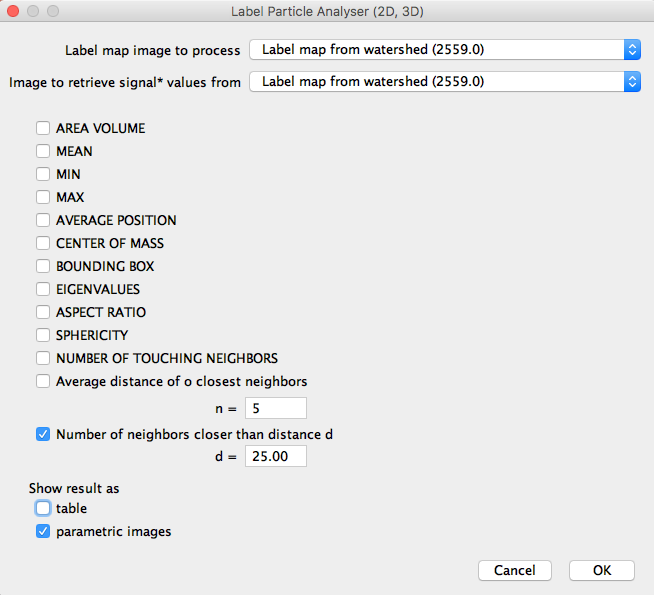 Label Particle Analyser (2D, 3D)
Label map image to process Label map from watershed (2559.0)
Image to retrieve signal* values from Label map from watershed (2559.0)
AREA VOLUME
MEAN
MIN
MAX
AVERAGE POSITION
CENTER OF MASS
BOUNDING BOX
EIGENVALUES
ASPECT RATIO
SPHERICITY
NUMBER OF TOUCHING NEIGHBORS
Average distance of o closest neighbors
n = 5
Number of neighbors closer than distance d
d = 25.00
Show result as
table
parametric images
Cancel OK